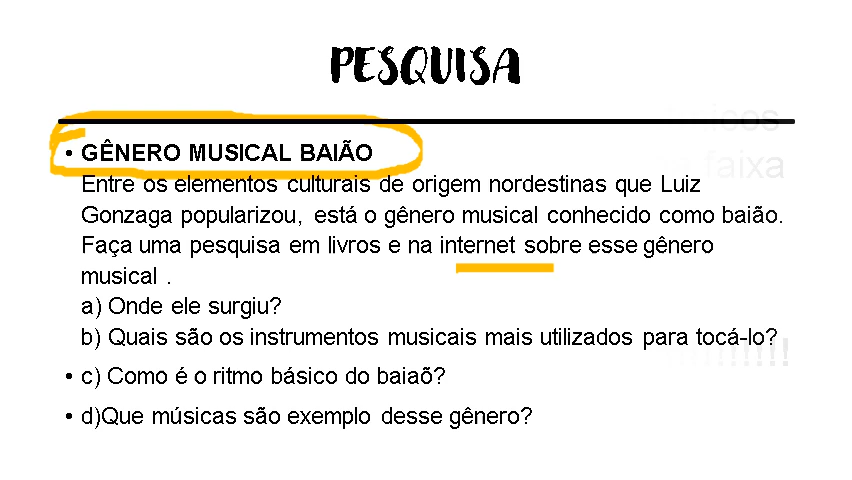 PESQUISA
• GÊNERO MUSICAL BAIÃO
Entre os elementos culturais de origem nordestinas que Luiz
Gonzaga popularizou, está o gênero musical conhecido como baião.
Faça uma pesquisa em livros e na internet sobre esse gênero
musical .
a) Onde ele surgiu?
b) Quais são os instrumentos musicais mais utilizados para tocá-lo?
• c) Como é o ritmo básico do baiaõ?
• d)Que músicas são exemplo desse gênero?
faixa